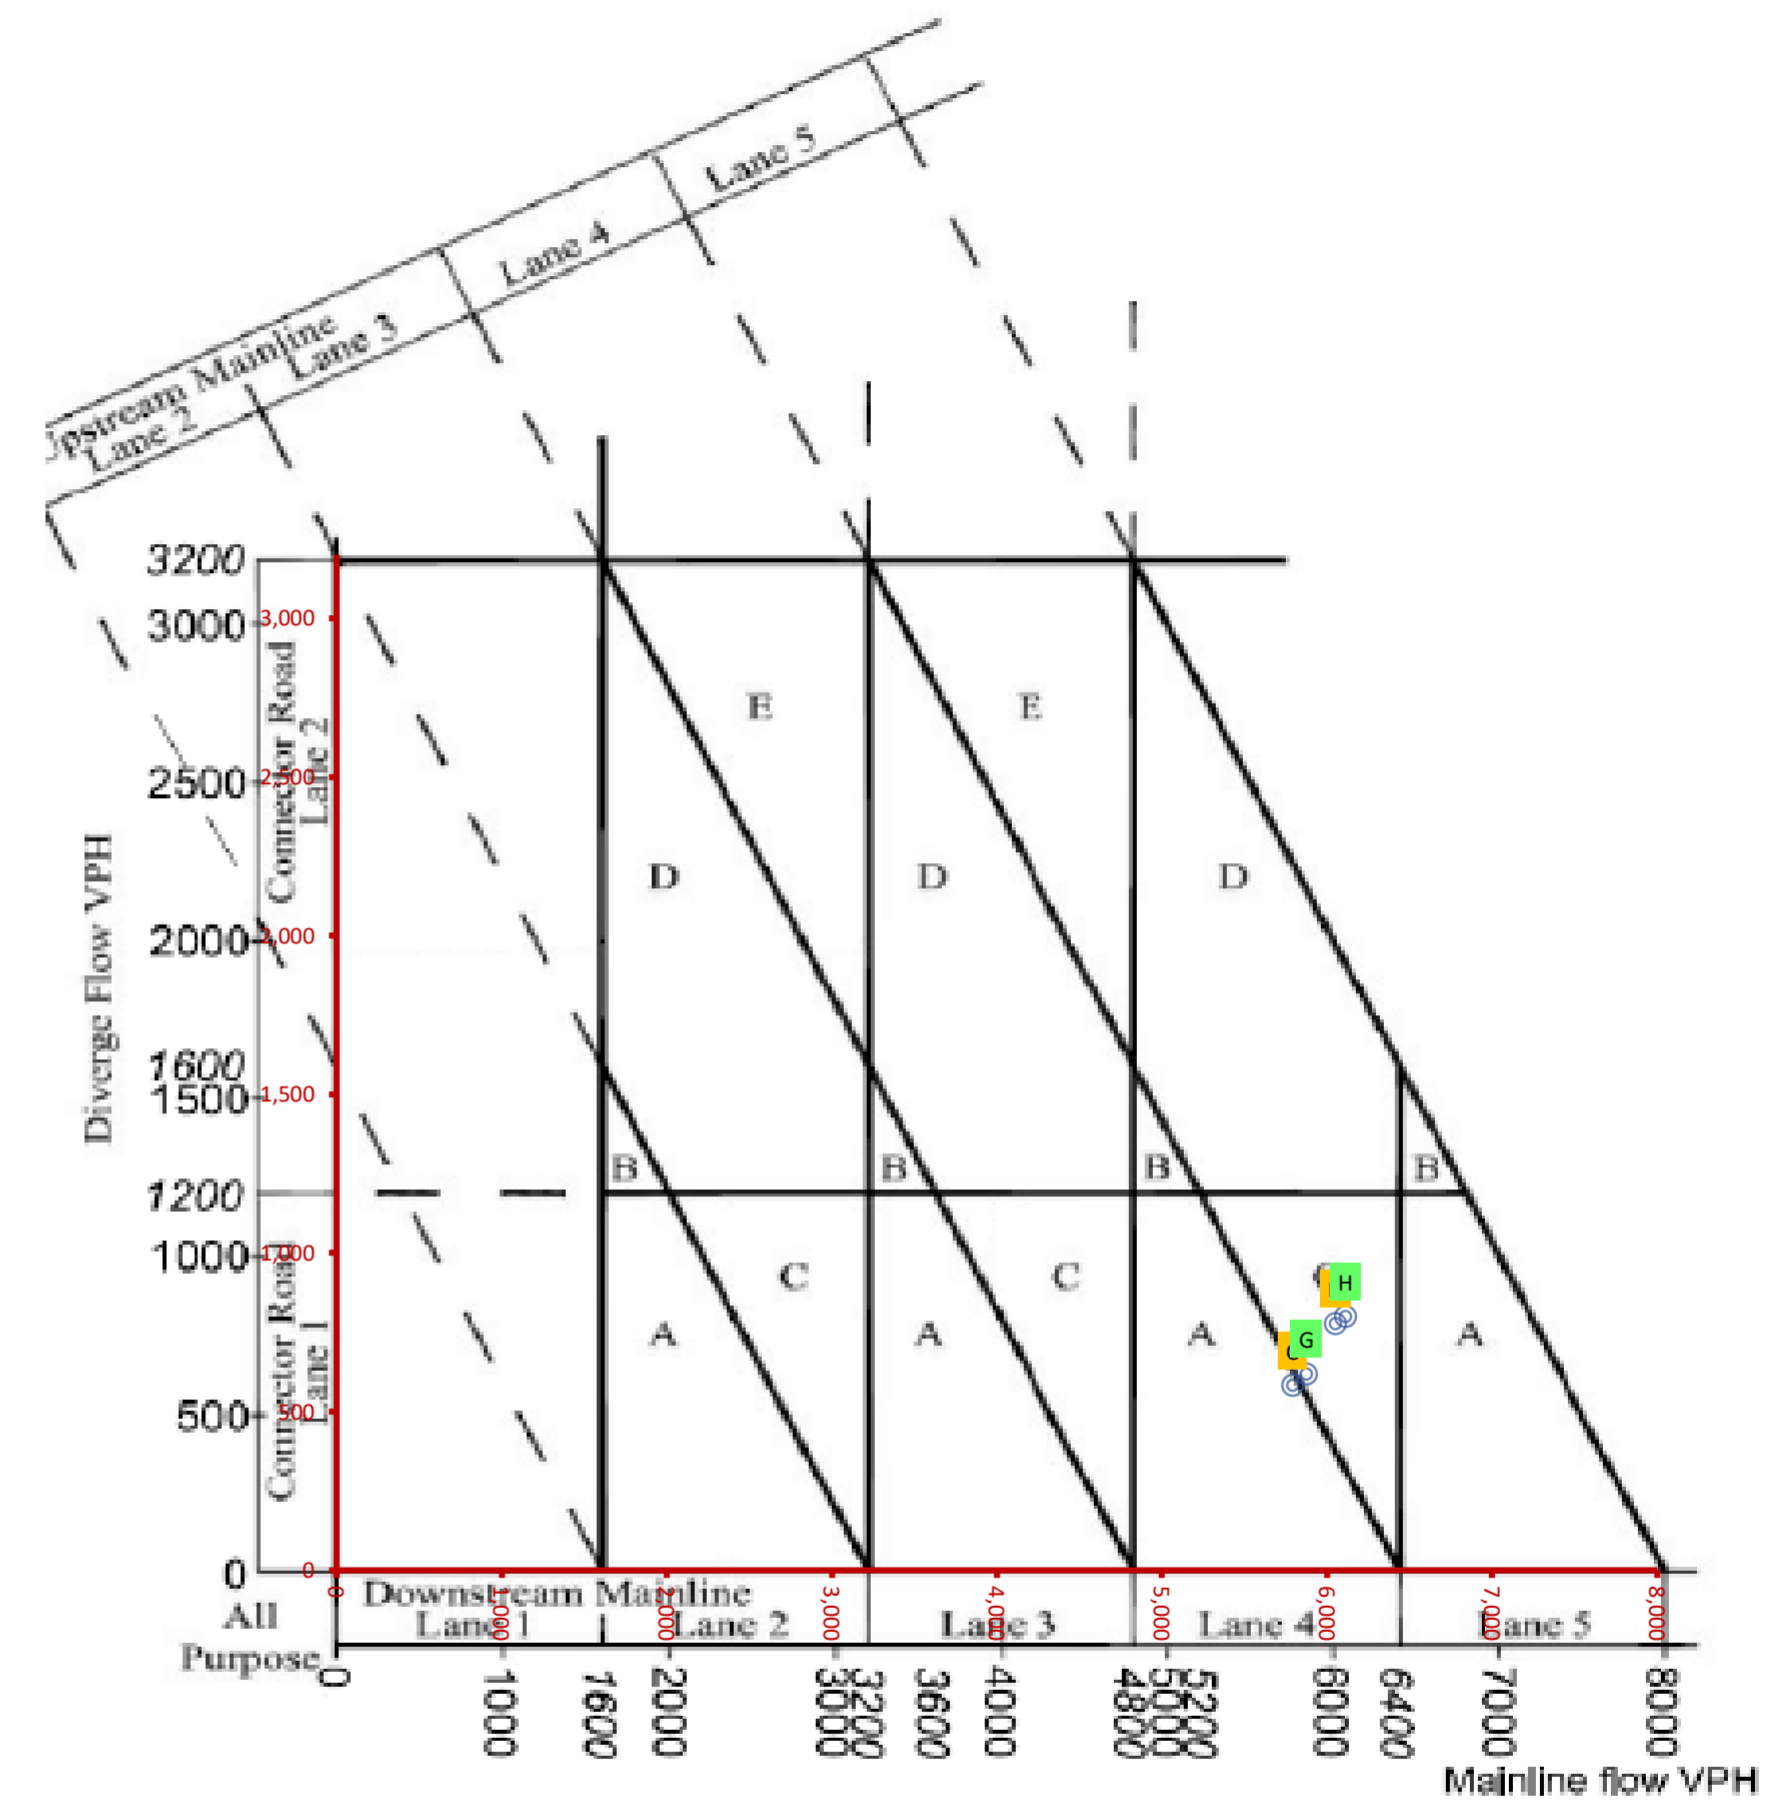 Lane 5
Lane 4
Upstream Mainline
Lane 3
Lane 2
3200
3000
3,000
2500
2,500
2000
2,000
1600
1500
1,500
1200
1000
1,000
500
500
0
0
Diverge Flow VPH
Connector Road
Lane 2
Connector Road
Lane 1
E
E
D
D
D
B
B
B
B
C
C
H
A
A
A
G
A
0
1,000
2,000
3,000
4,000
5,000
6,000
7,000
8,000
Downstream Mainline
Lane 1
Lane 2
Lane 3
Lane 4
Lane 5
All
Purpose
0
1000
1600
2000
3000
3200
3600
4000
4800
5000
5200
6000
6400
7000
8000
Mainline flow VPH